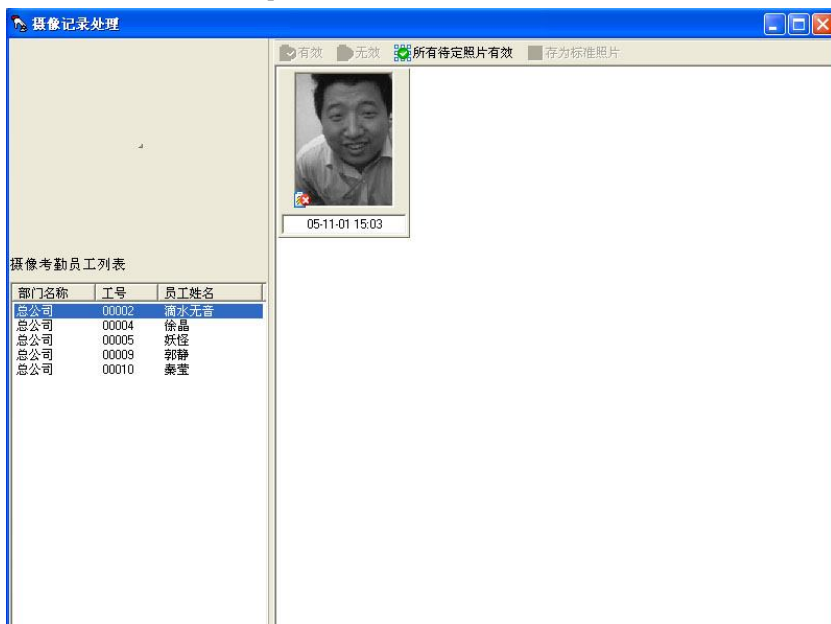 摄像记录处理
有效 无效 所有待定照片有效 存为标准照片
05-11-01 15:03
摄像考勤员工列表
部门名称 工号 员工姓名
总公司 00002 滴水无音
总公司 00004 徐晶
总公司 00005 妖怪
总公司 00009 郭静
总公司 00010 秦莹